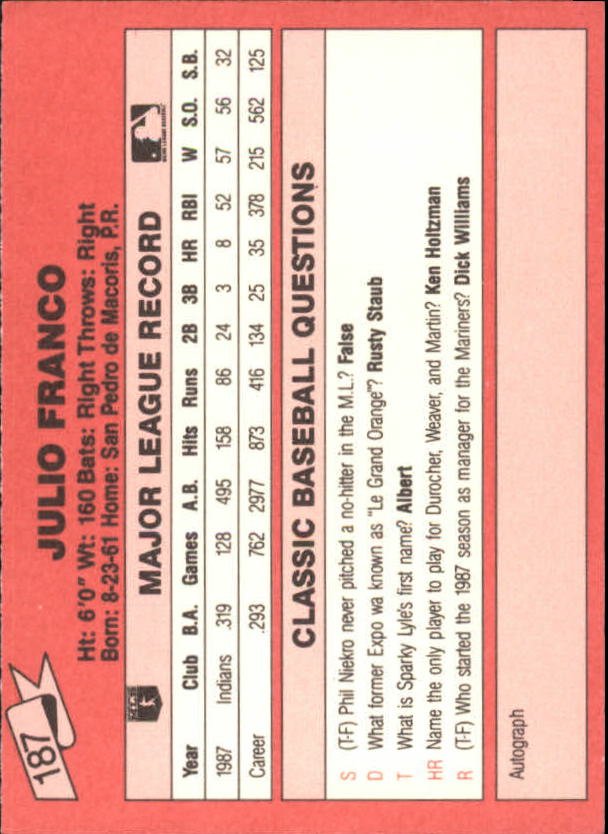 187
JULIO FRANCO
Ht: 6'0" Wt: 160 Bats: Right Throws: Right
Born: 8-23-61 Home: San Pedro de Macoris, P.R.
MAJOR LEAGUE RECORD
Year Club B.A. Games A.B. Hits Runs 2B 3B HR RBI W S.O. S.B.
1987 Indians .319 128 495 158 86 24 3 8 52 57 56 32
Career .293 762 2977 873 416 134 25 35 378 215 562 125
CLASSIC BASEBALL QUESTIONS
S (T-F) Phil Niekro never pitched a no-hitter in the M.L.? False
D What former Expo wa known as "Le Grand Orange"? Rusty Staub
T What is Sparky Lyle's first name? Albert
HR Name the only player to play for Durocher, Weaver, and Martin? Ken Holtzman
R (T-F) Who started the 1987 season as manager for the Mariners? Dick Williams
Autograph